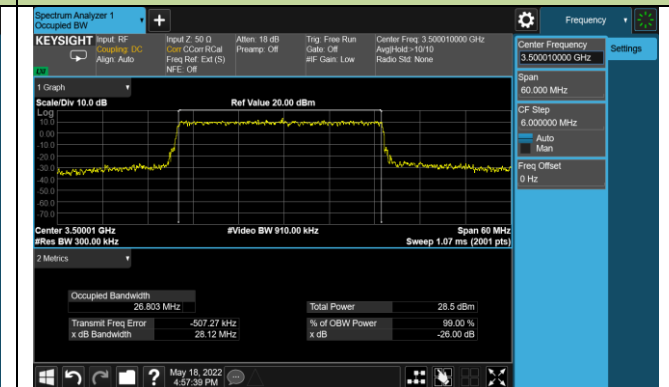 Spectrum Analyzer 1
Occupied BW
Frequency
KEYSIGHT
Input: RF
Coupling: DC
Align: Auto
Input Z: 50 Ω
Corr CCorr RCal
Freq Ref: Ext (S)
NFE: Off
Atten: 18 dB
Preamp: Off
Trig: Free Run
Gate: Off
#IF Gain: Low
Center Freq: 3.500010000 GHz
Avg|Hold:>10/10
Radio Std: None
Center Frequency
3.500010000 GHz
Settings
Span
60.000 MHz
CF Step
6.000000 MHz
Auto
Man
Freq Offset
0 Hz
1 Graph
Scale/Div 10.0 dB
Ref Value 20.00 dBm
Log
10.0
0.00
-10.0
-20.0
-30.0
-40.0
-50.0
-60.0
-70.0
Center 3.50001 GHz
#Video BW 910.00 kHz
Span 60 MHz
#Res BW 300.00 kHz
Sweep 1.07 ms (2001 pts)
2 Metrics
Occupied Bandwidth
26.803 MHz
Total Power
28.5 dBm
Transmit Freq Error
-507.27 kHz
% of OBW Power
99.00 %
x dB Bandwidth
28.12 MHz
x dB
-26.00 dB
?
May 18, 2022
4:57:39 PM